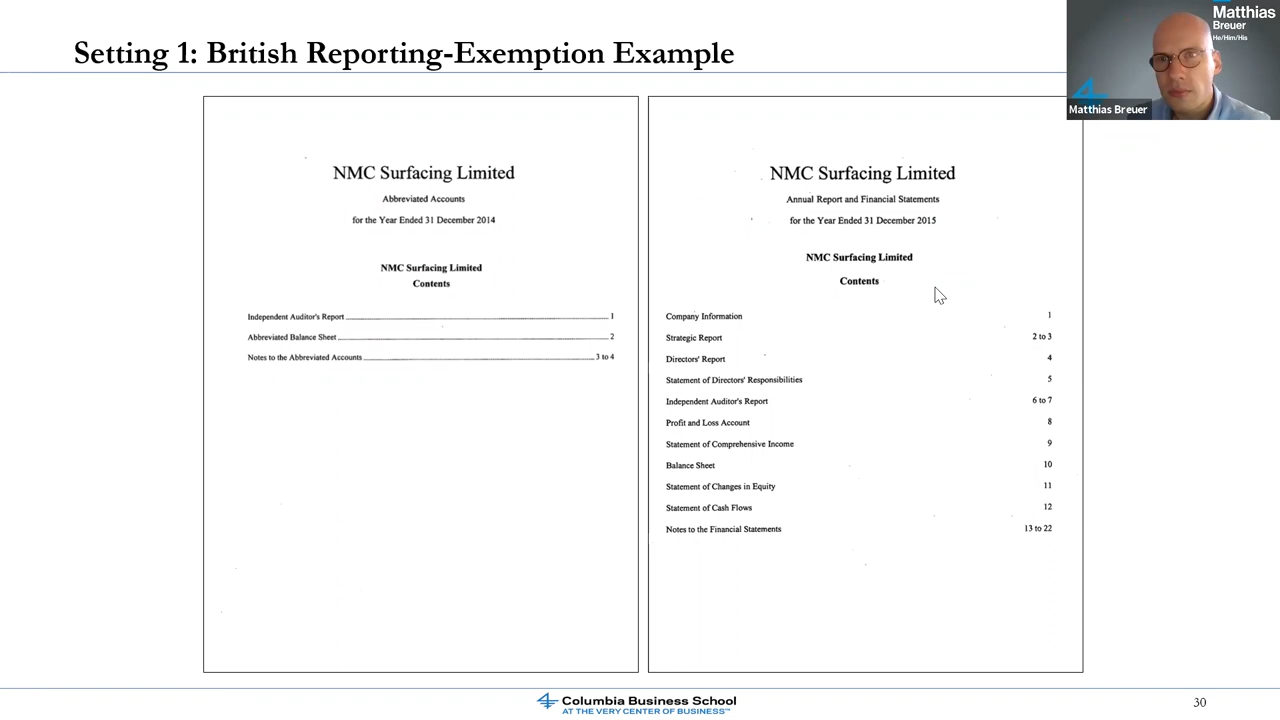 Setting 1: British Reporting-Exemption Example
Matthias
Breuer
He/Him/His
Matthias Breuer
NMC Surfacing Limited
Abbreviated Accounts
for the Year Ended 31 December 2014
NMC Surfacing Limited
Contents
Independent Auditor's Report 1
Abbreviated Balance Sheet 2
Notes to the Abbreviated Accounts 3 to 4
NMC Surfacing Limited
Annual Report and Financial Statements
for the Year Ended 31 December 2015
NMC Surfacing Limited
Contents
Company Information 1
Strategic Report 2 to 3
Directors' Report 4
Statement of Directors' Responsibilities 5
Independent Auditor's Report 6 to 7
Profit and Loss Account 8
Statement of Comprehensive Income 9
Balance Sheet 10
Statement of Changes in Equity 11
Statement of Cash Flows 12
Notes to the Financial Statements 13 to 22
Columbia Business School
AT THE VERY CENTER OF BUSINESS™
30